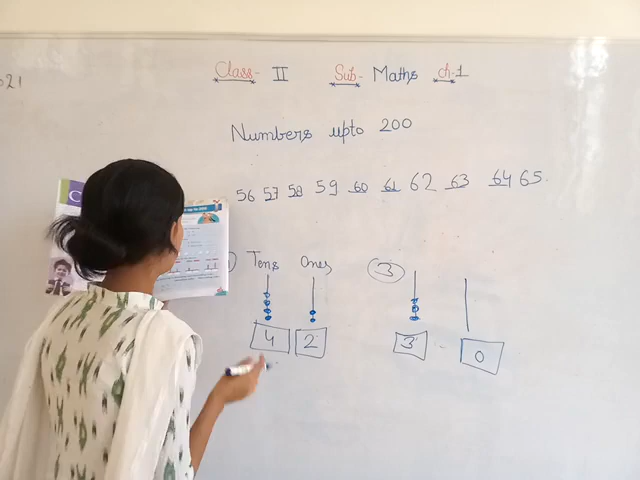 021
Class- II Sub- Maths ch-1
Numbers upto 200
56 57 58 59 60 61 62 63 64 65
Tens Ones 3
4 2 3 0